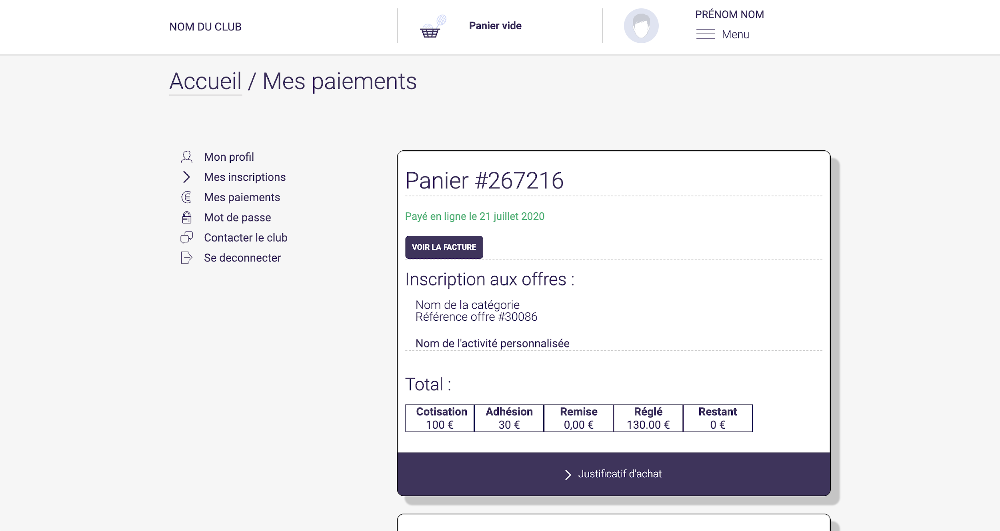 NOM DU CLUB
Panier vide
PRÉNOM NOM
Menu
Accueil / Mes paiements
Mon profil
Mes inscriptions
Mes paiements
Mot de passe
Contacter le club
Se deconnecter
Panier #267216
Payé en ligne le 21 juillet 2020
VOIR LA FACTURE
Inscription aux offres :
Nom de la catégorie
Référence offre #30086
Nom de l'activité personnalisée
Total :
Cotisation Adhésion Remise Réglé Restant
100 € 30 € 0,00 € 130.00 € 0 €
Justificatif d'achat